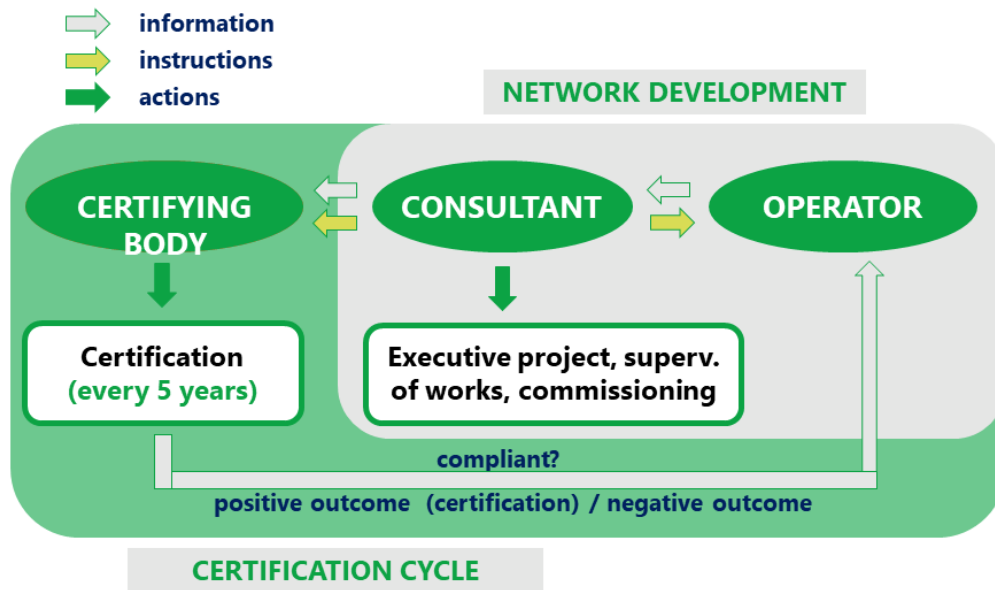 information
instructions
actions
NETWORK DEVELOPMENT
CERTIFYING
BODY
CONSULTANT
OPERATOR
Certification
(every 5 years)
Executive project, superv.
of works, commissioning
compliant?
positive outcome (certification) / negative outcome
CERTIFICATION CYCLE